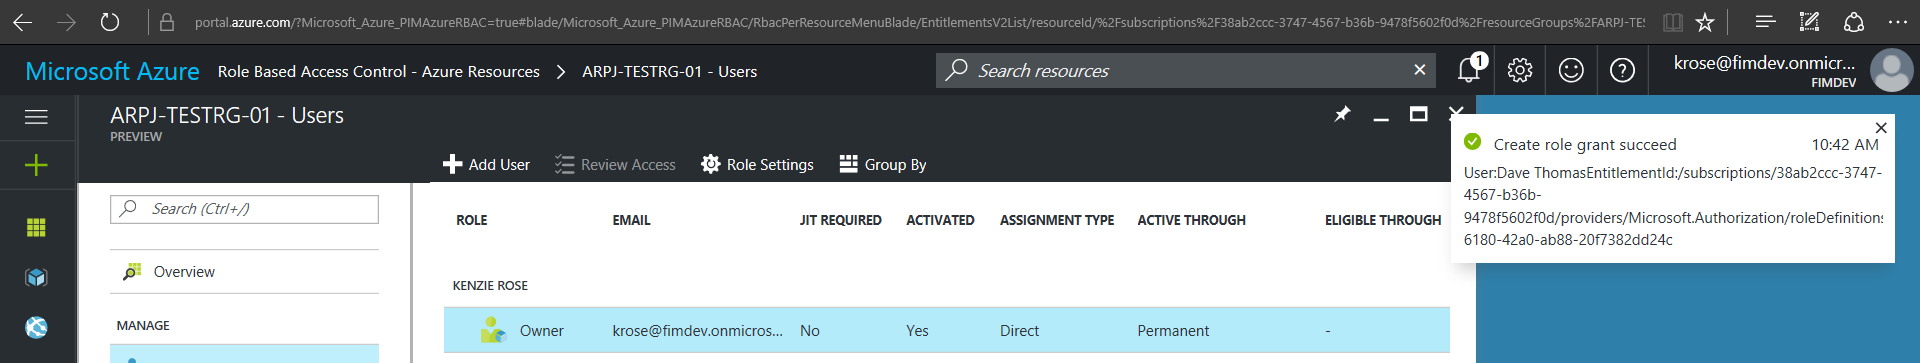 portal.azure.com/?Microsoft_Azure_PIMAzureRBAC=true#blade/Microsoft_Azure_PIMAzureRBAC/RbacPerResourceMenuBlade/EntitlementsV2List/resourceId/%2Fsubscriptions%2F38ab2ccc-3747-4567-b36b-9478f5602f0d%2FresourceGroups%2FARPJ-TES
Microsoft Azure Role Based Access Control - Azure Resources > ARPJ-TESTRG-01 - Users
Search resources
1
krose@fimdev.onmicr...
FIMDEV
ARPJ-TESTRG-01 - Users
PREVIEW
Add User Review Access Role Settings Group By
Search (Ctrl+/)
Overview
MANAGE
ROLE EMAIL JIT REQUIRED ACTIVATED ASSIGNMENT TYPE ACTIVE THROUGH ELIGIBLE THROUGH
KENZIE ROSE
Owner krose@fimdev.onmicros... No Yes Direct Permanent -
Create role grant succeed 10:42 AM
User:Dave ThomasEntitlementId:/subscriptions/38ab2ccc-3747-
4567-b36b-
9478f5602f0d/providers/Microsoft.Authorization/roleDefinitions
6180-42a0-ab88-20f7382dd24c